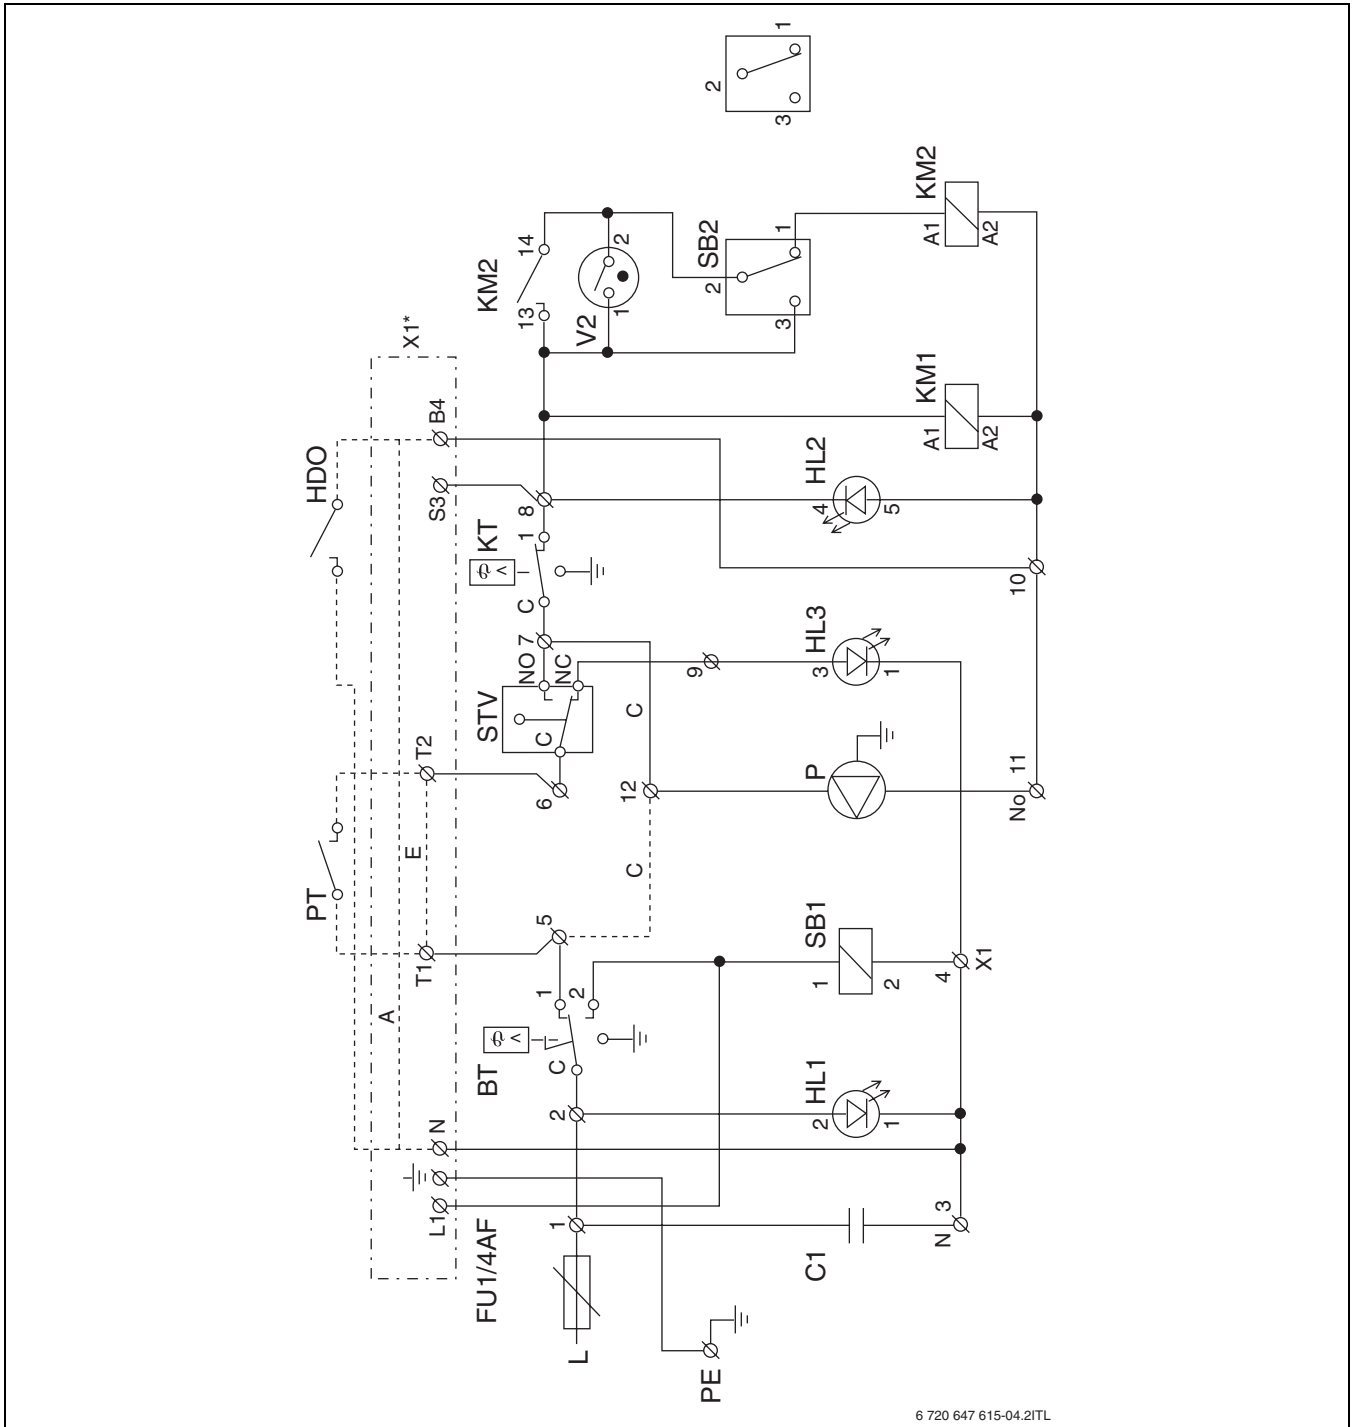 1
2
3
KM2
A1
A2
14
KM2
13
2
V2
1
SB2
1
2
3
X1*
HDO
B4
S3
8
KM1
A1
A2
HL2
4
5
KT
1
C
10
7
NO
NC
STV
C
9
HL3
3
1
C
T2
6
12
P
11
No
PT
E
T1
5
C
A
1
2
BT
C
SB1
1
2
4
X1
N
2
HL1
2
1
L1
FU1/4AF
1
C1
3
N
L
PE
6 720 647 615-04.2ITL